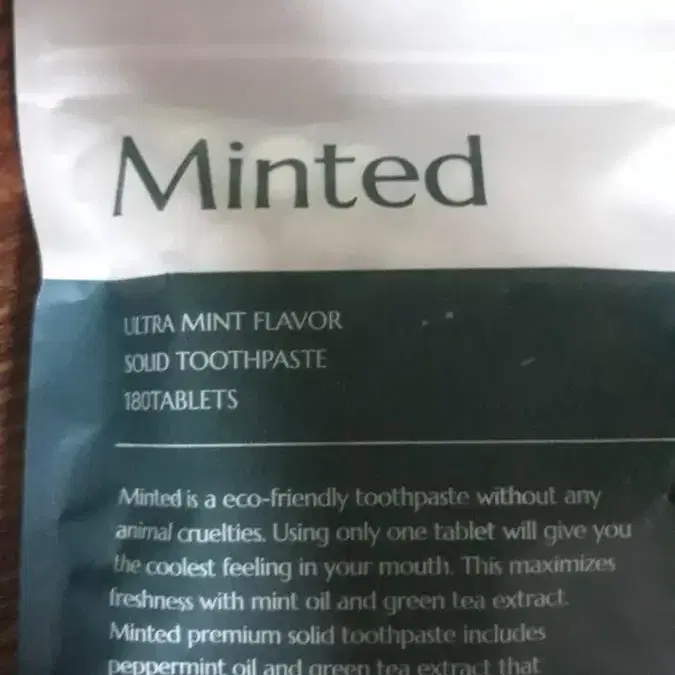 Minted
ULTRA MINT FLAVOR
SOLID TOOTHPASTE
180TABLETS
Minted is a eco-friendly toothpaste without any
animal cruelties. Using only one tablet will give you
the coolest feeling in your mouth. This maximizes
freshness with mint oil and green tea extract.
Minted premium solid toothpaste includes
peppermint oil and green tea extract that